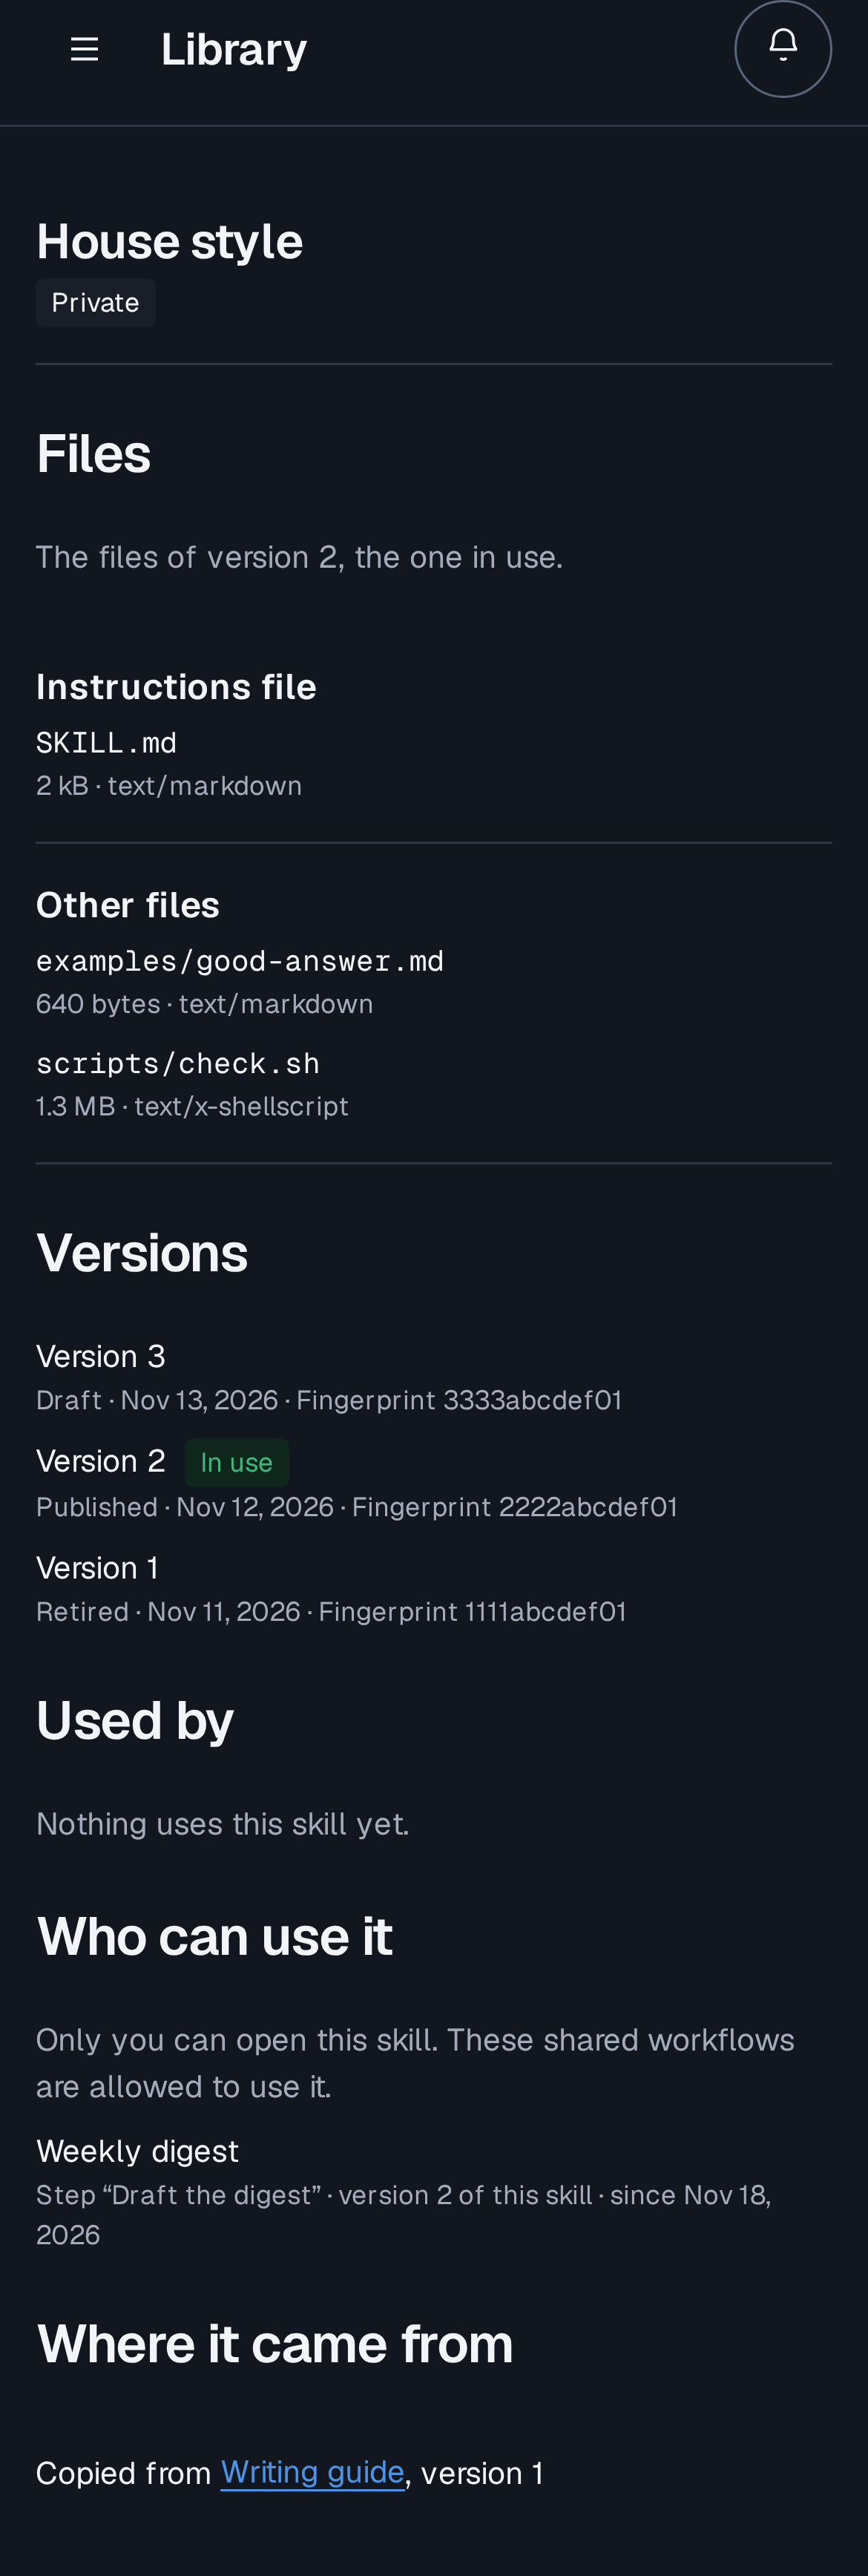 Library
House style
Private
Files
The files of version 2, the one in use.
Instructions file
SKILL.md
2 kB · text/markdown
Other files
examples/good-answer.md
640 bytes · text/markdown
scripts/check.sh
1.3 MB · text/x-shellscript
Versions
Version 3
Draft · Nov 13, 2026 · Fingerprint 3333abcdef01
Version 2 In use
Published · Nov 12, 2026 · Fingerprint 2222abcdef01
Version 1
Retired · Nov 11, 2026 · Fingerprint 1111abcdef01
Used by
Nothing uses this skill yet.
Who can use it
Only you can open this skill. These shared workflows
are allowed to use it.
Weekly digest
Step “Draft the digest” · version 2 of this skill · since Nov 18,
2026
Where it came from
Copied from Writing guide, version 1